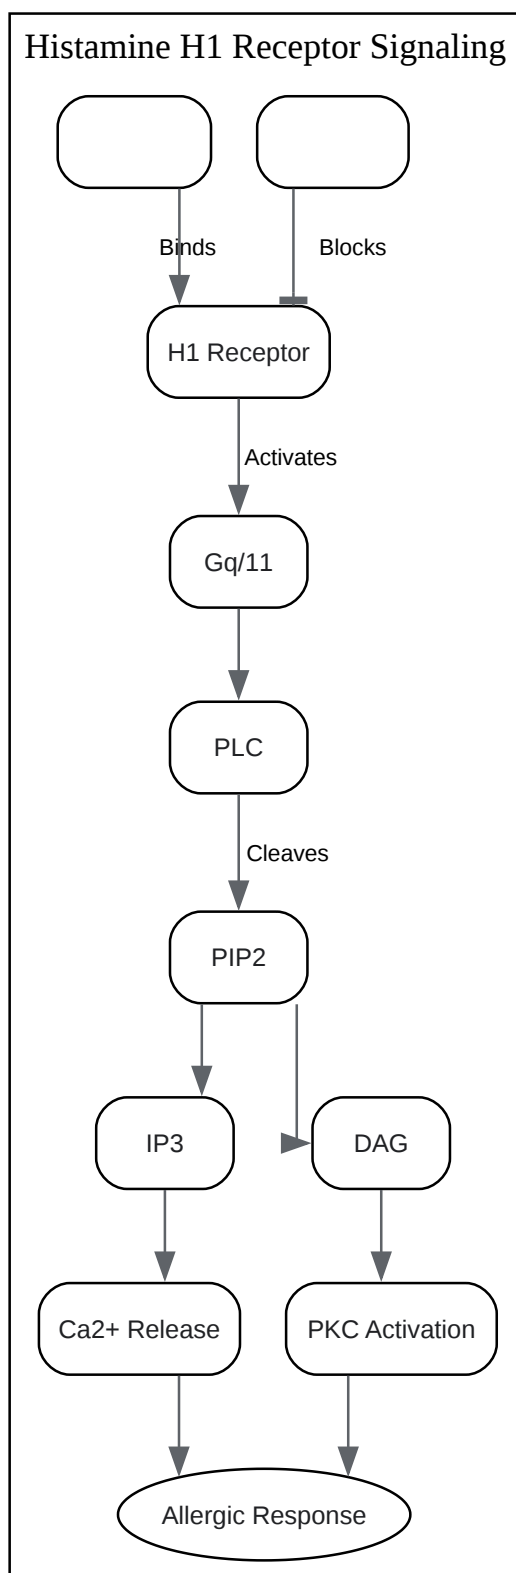 Histamine H1 Receptor Signaling
Binds
Blocks
H1 Receptor
Activates
Gq/11
PLC
Cleaves
PIP2
IP3
DAG
Ca2+ Release
PKC Activation
Allergic Response